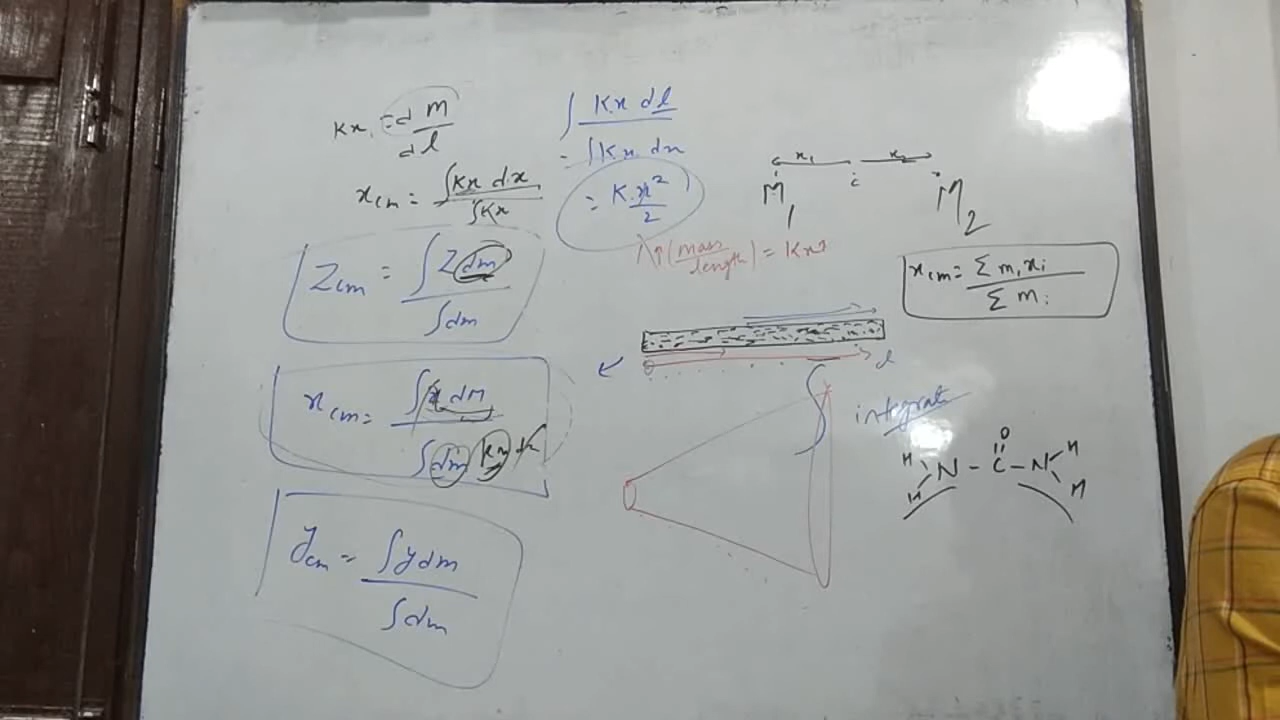 Kx = dm/dl
x_cm = ∫Kx dx / ∫Kx
∫ Kx dl
= ∫Kx dx
= K.x²/2
Z_cm = ∫Z dm / ∫dm
x_cm = ∫x dm / ∫dm Kx
y_cm = ∫y dm / ∫dm
x₁ x₂
c
M₁ M₂
λ↑ (mass/length) = Kx↑
x_cm = Σ mᵢxᵢ / Σ mᵢ
l
integrate
O
H H
N - C - N
H H